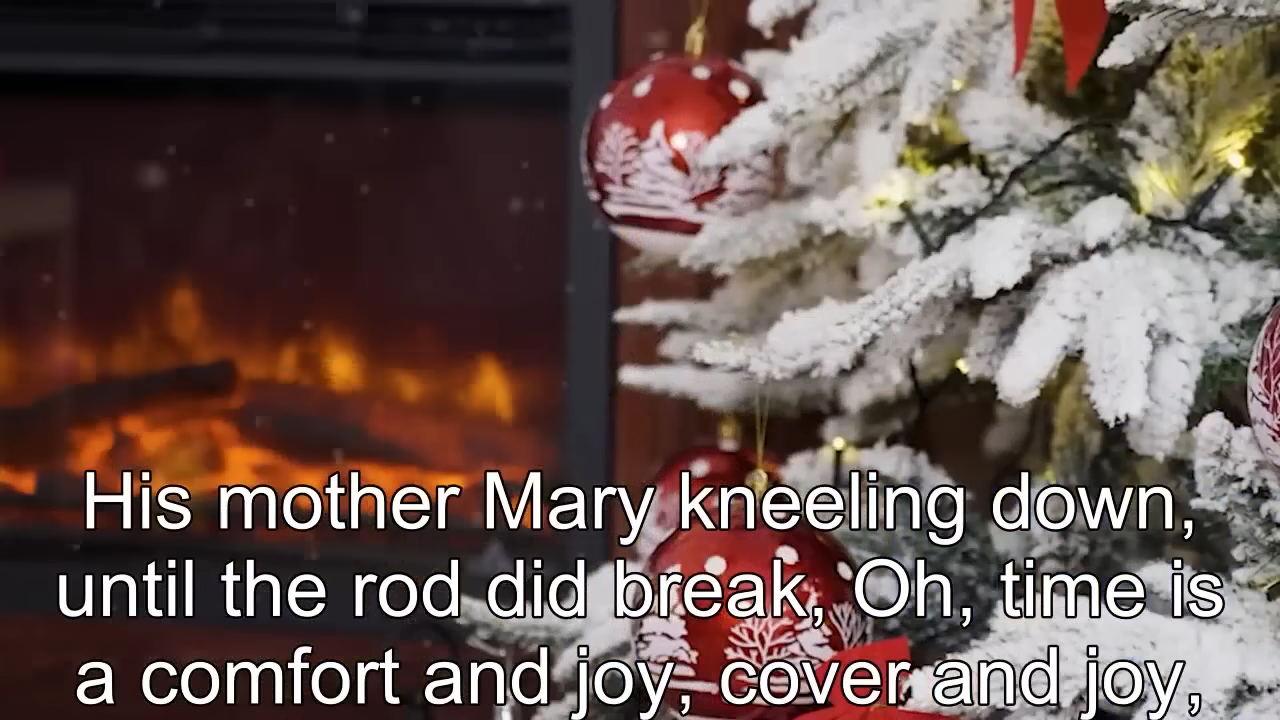 His mother Mary kneeling down,
until the rod did break, Oh, time is
a comfort and joy, cover and joy,